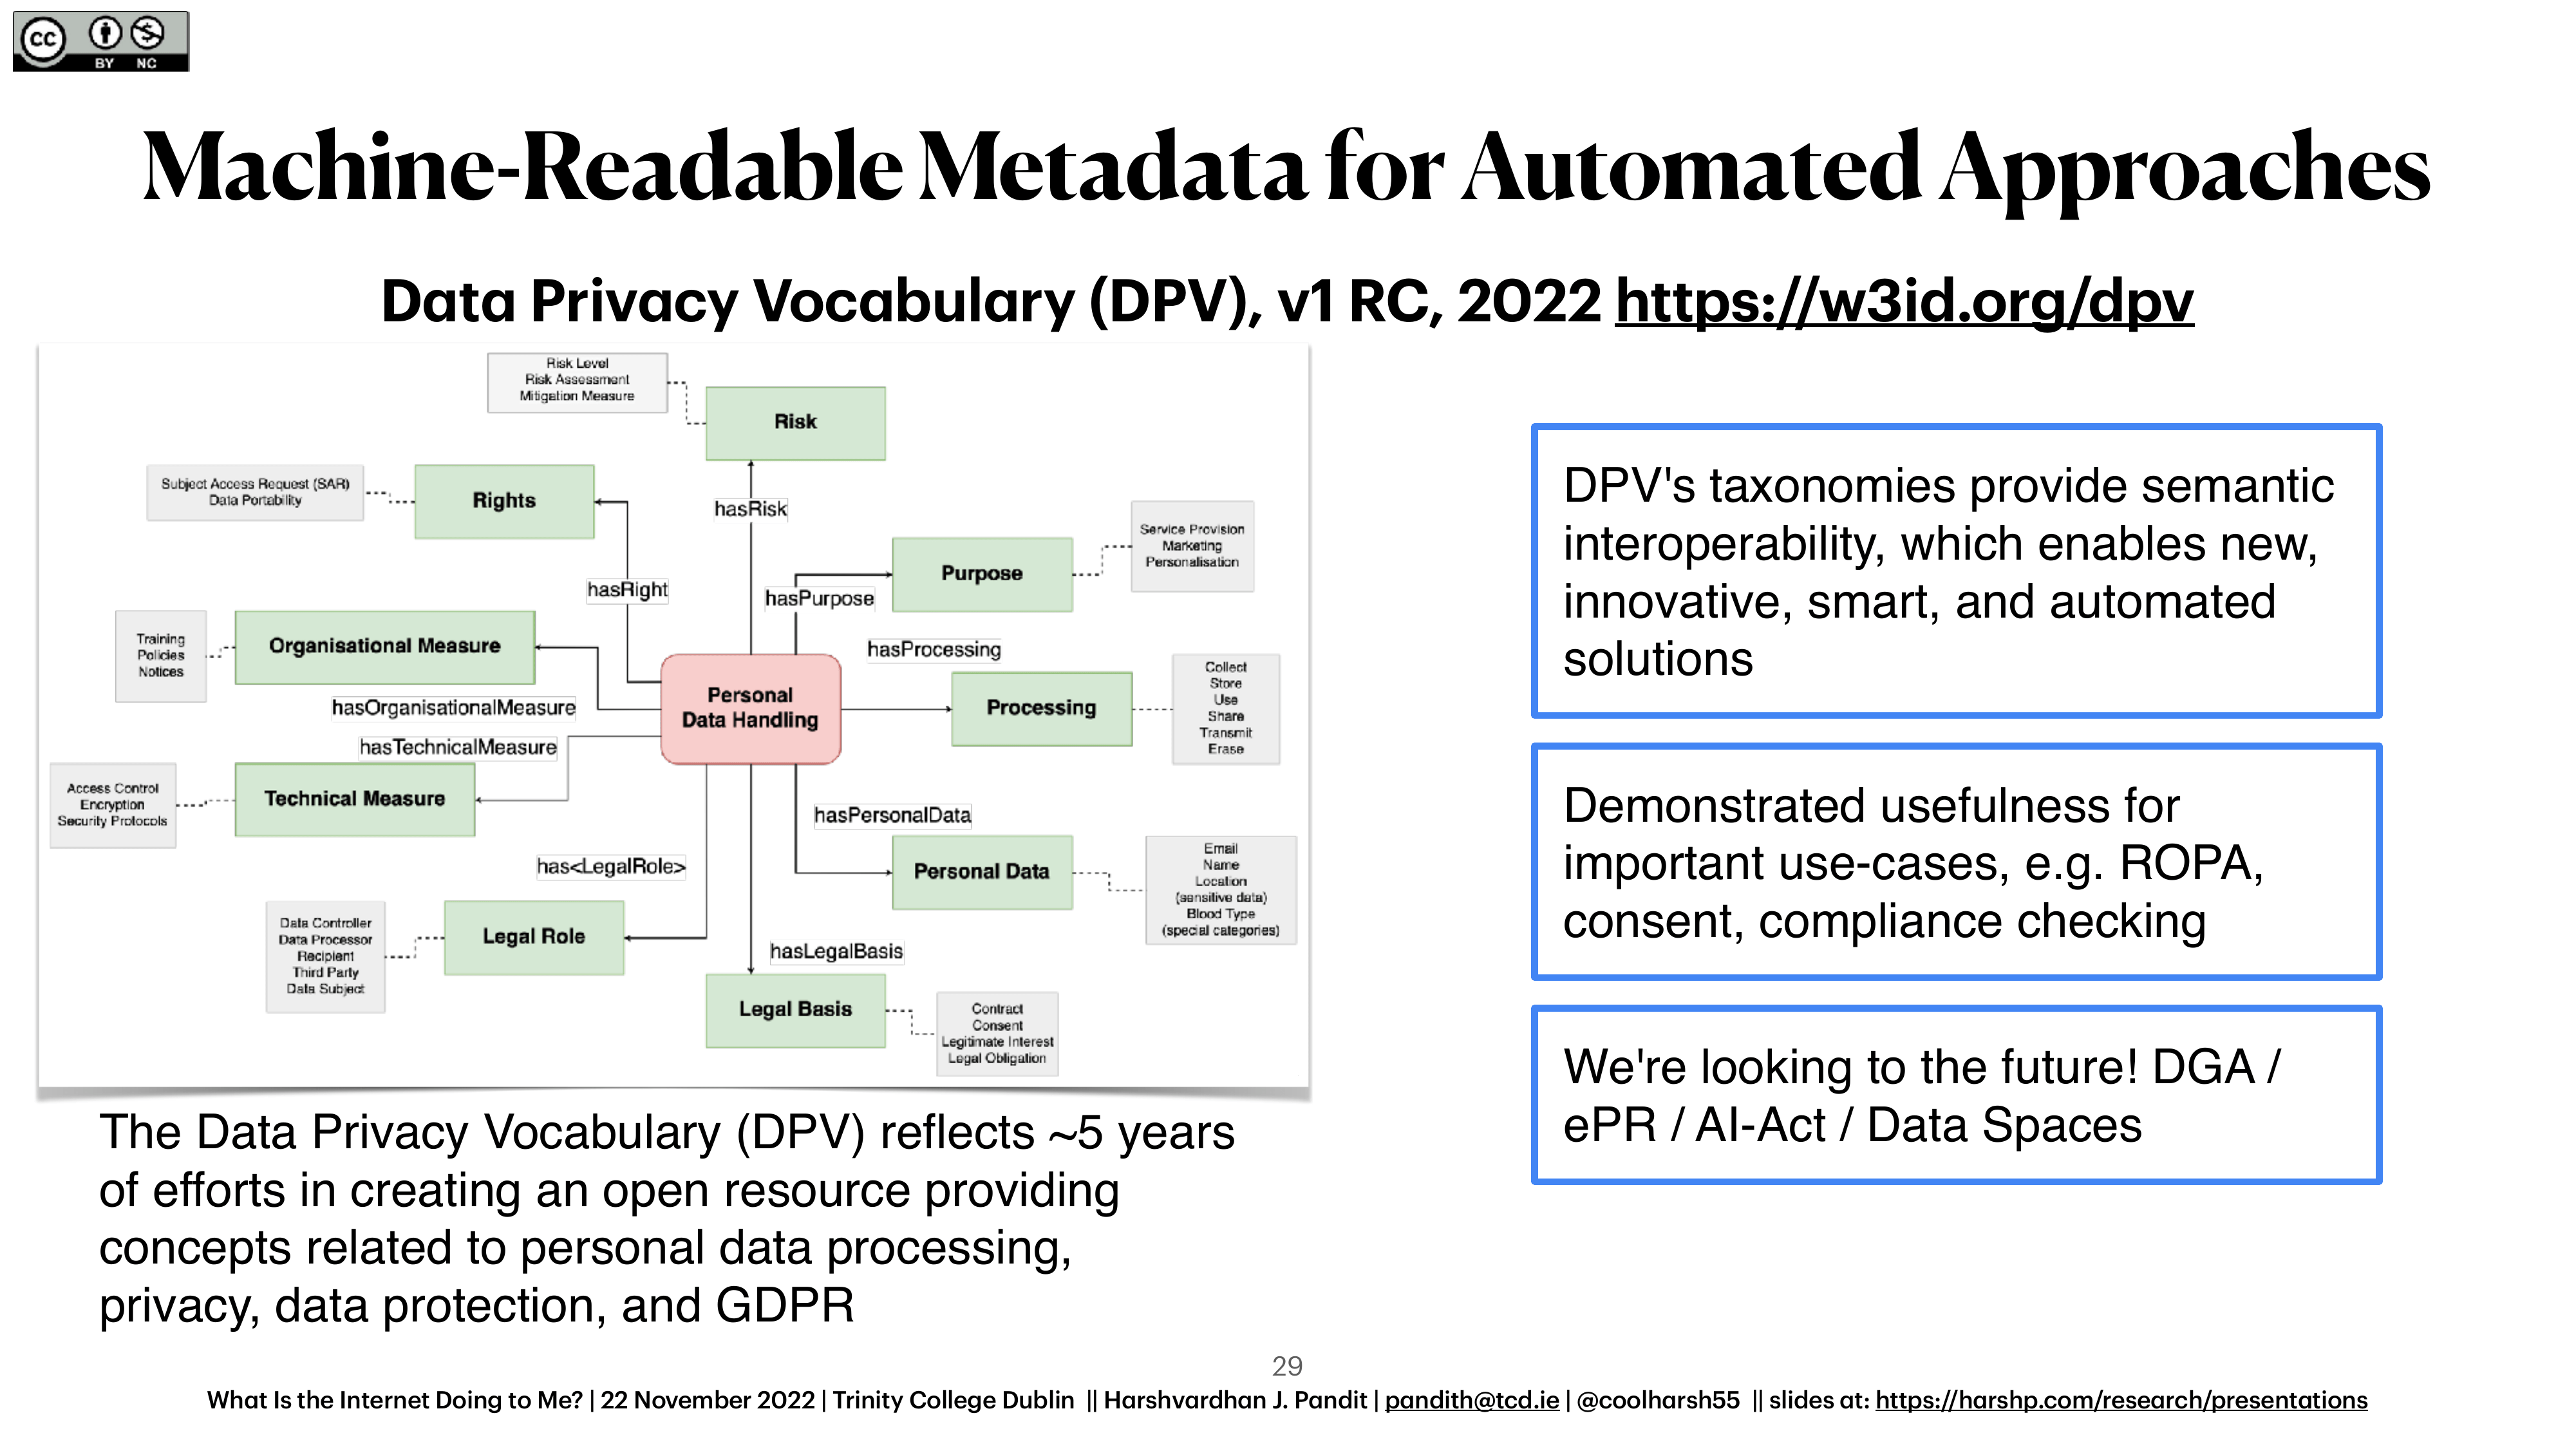 cc BY NC
Machine-Readable Metadata for Automated Approaches
Data Privacy Vocabulary (DPV), v1 RC, 2022 https://w3id.org/dpv
Risk Level
Risk Assessment
Mitigation Measure
Risk
Subject Access Request (SAR)
Data Portability
Rights
hasRisk
Service Provision
Marketing
Personalisation
Purpose
hasRight
hasPurpose
Training
Policies
Notices
Organisational Measure
hasProcessing
Personal
Data Handling
Processing
Collect
Store
Use
Share
Transmit
Erase
hasOrganisationalMeasure
hasTechnicalMeasure
Access Control
Encryption
Security Protocols
Technical Measure
hasPersonalData
Personal Data
Email
Name
Location
(sensitive data)
Blood Type
(special categories)
has<LegalRole>
Data Controller
Data Processor
Recipient
Third Party
Data Subject
Legal Role
hasLegalBasis
Legal Basis
Contract
Consent
Legitimate Interest
Legal Obligation
The Data Privacy Vocabulary (DPV) reflects ~5 years
of efforts in creating an open resource providing
concepts related to personal data processing,
privacy, data protection, and GDPR
DPV's taxonomies provide semantic
interoperability, which enables new,
innovative, smart, and automated
solutions
Demonstrated usefulness for
important use-cases, e.g. ROPA,
consent, compliance checking
We're looking to the future! DGA /
ePR / AI-Act / Data Spaces
29
What Is the Internet Doing to Me? | 22 November 2022 | Trinity College Dublin || Harshvardhan J. Pandit | pandith@tcd.ie | @coolharsh55 || slides at: https://harshp.com/research/presentations